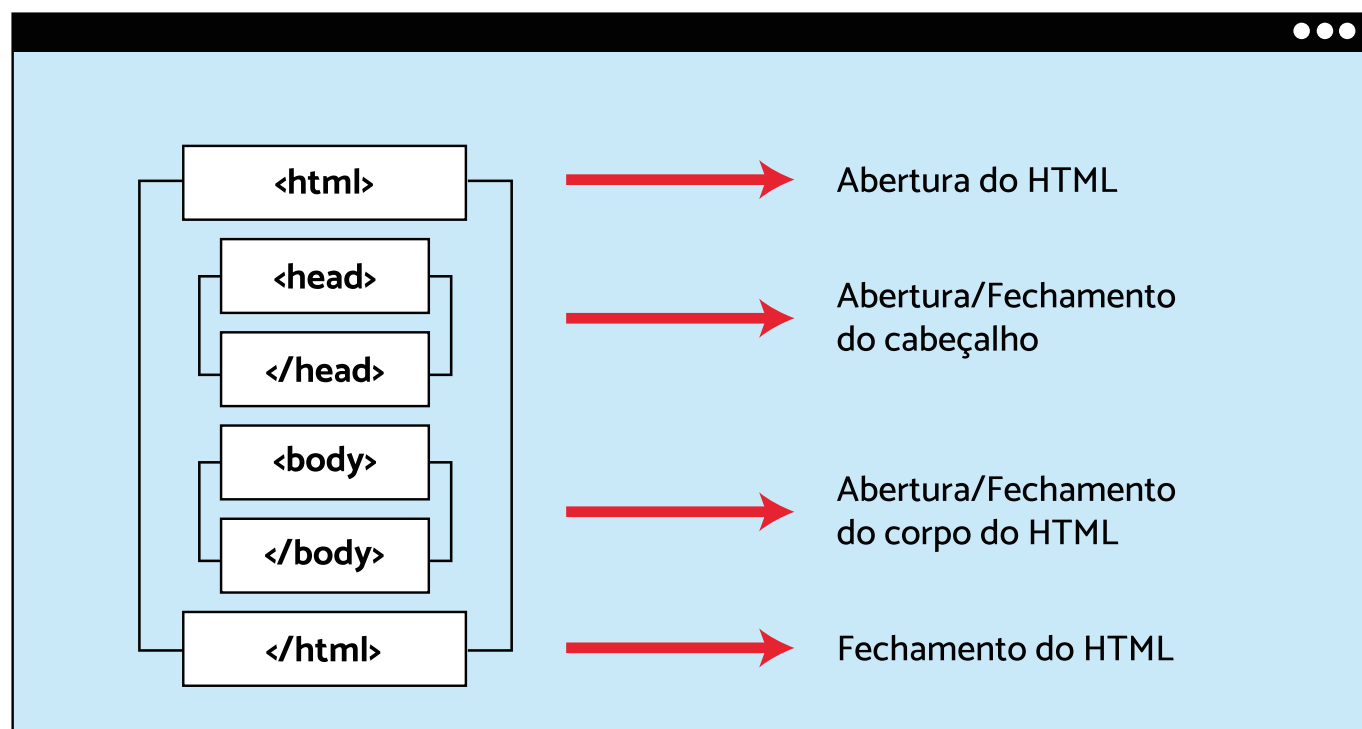 <html>
Abertura do HTML
<head>
Abertura/Fechamento
do cabeçalho
</head>
<body>
Abertura/Fechamento
do corpo do HTML
</body>
</html>
Fechamento do HTML